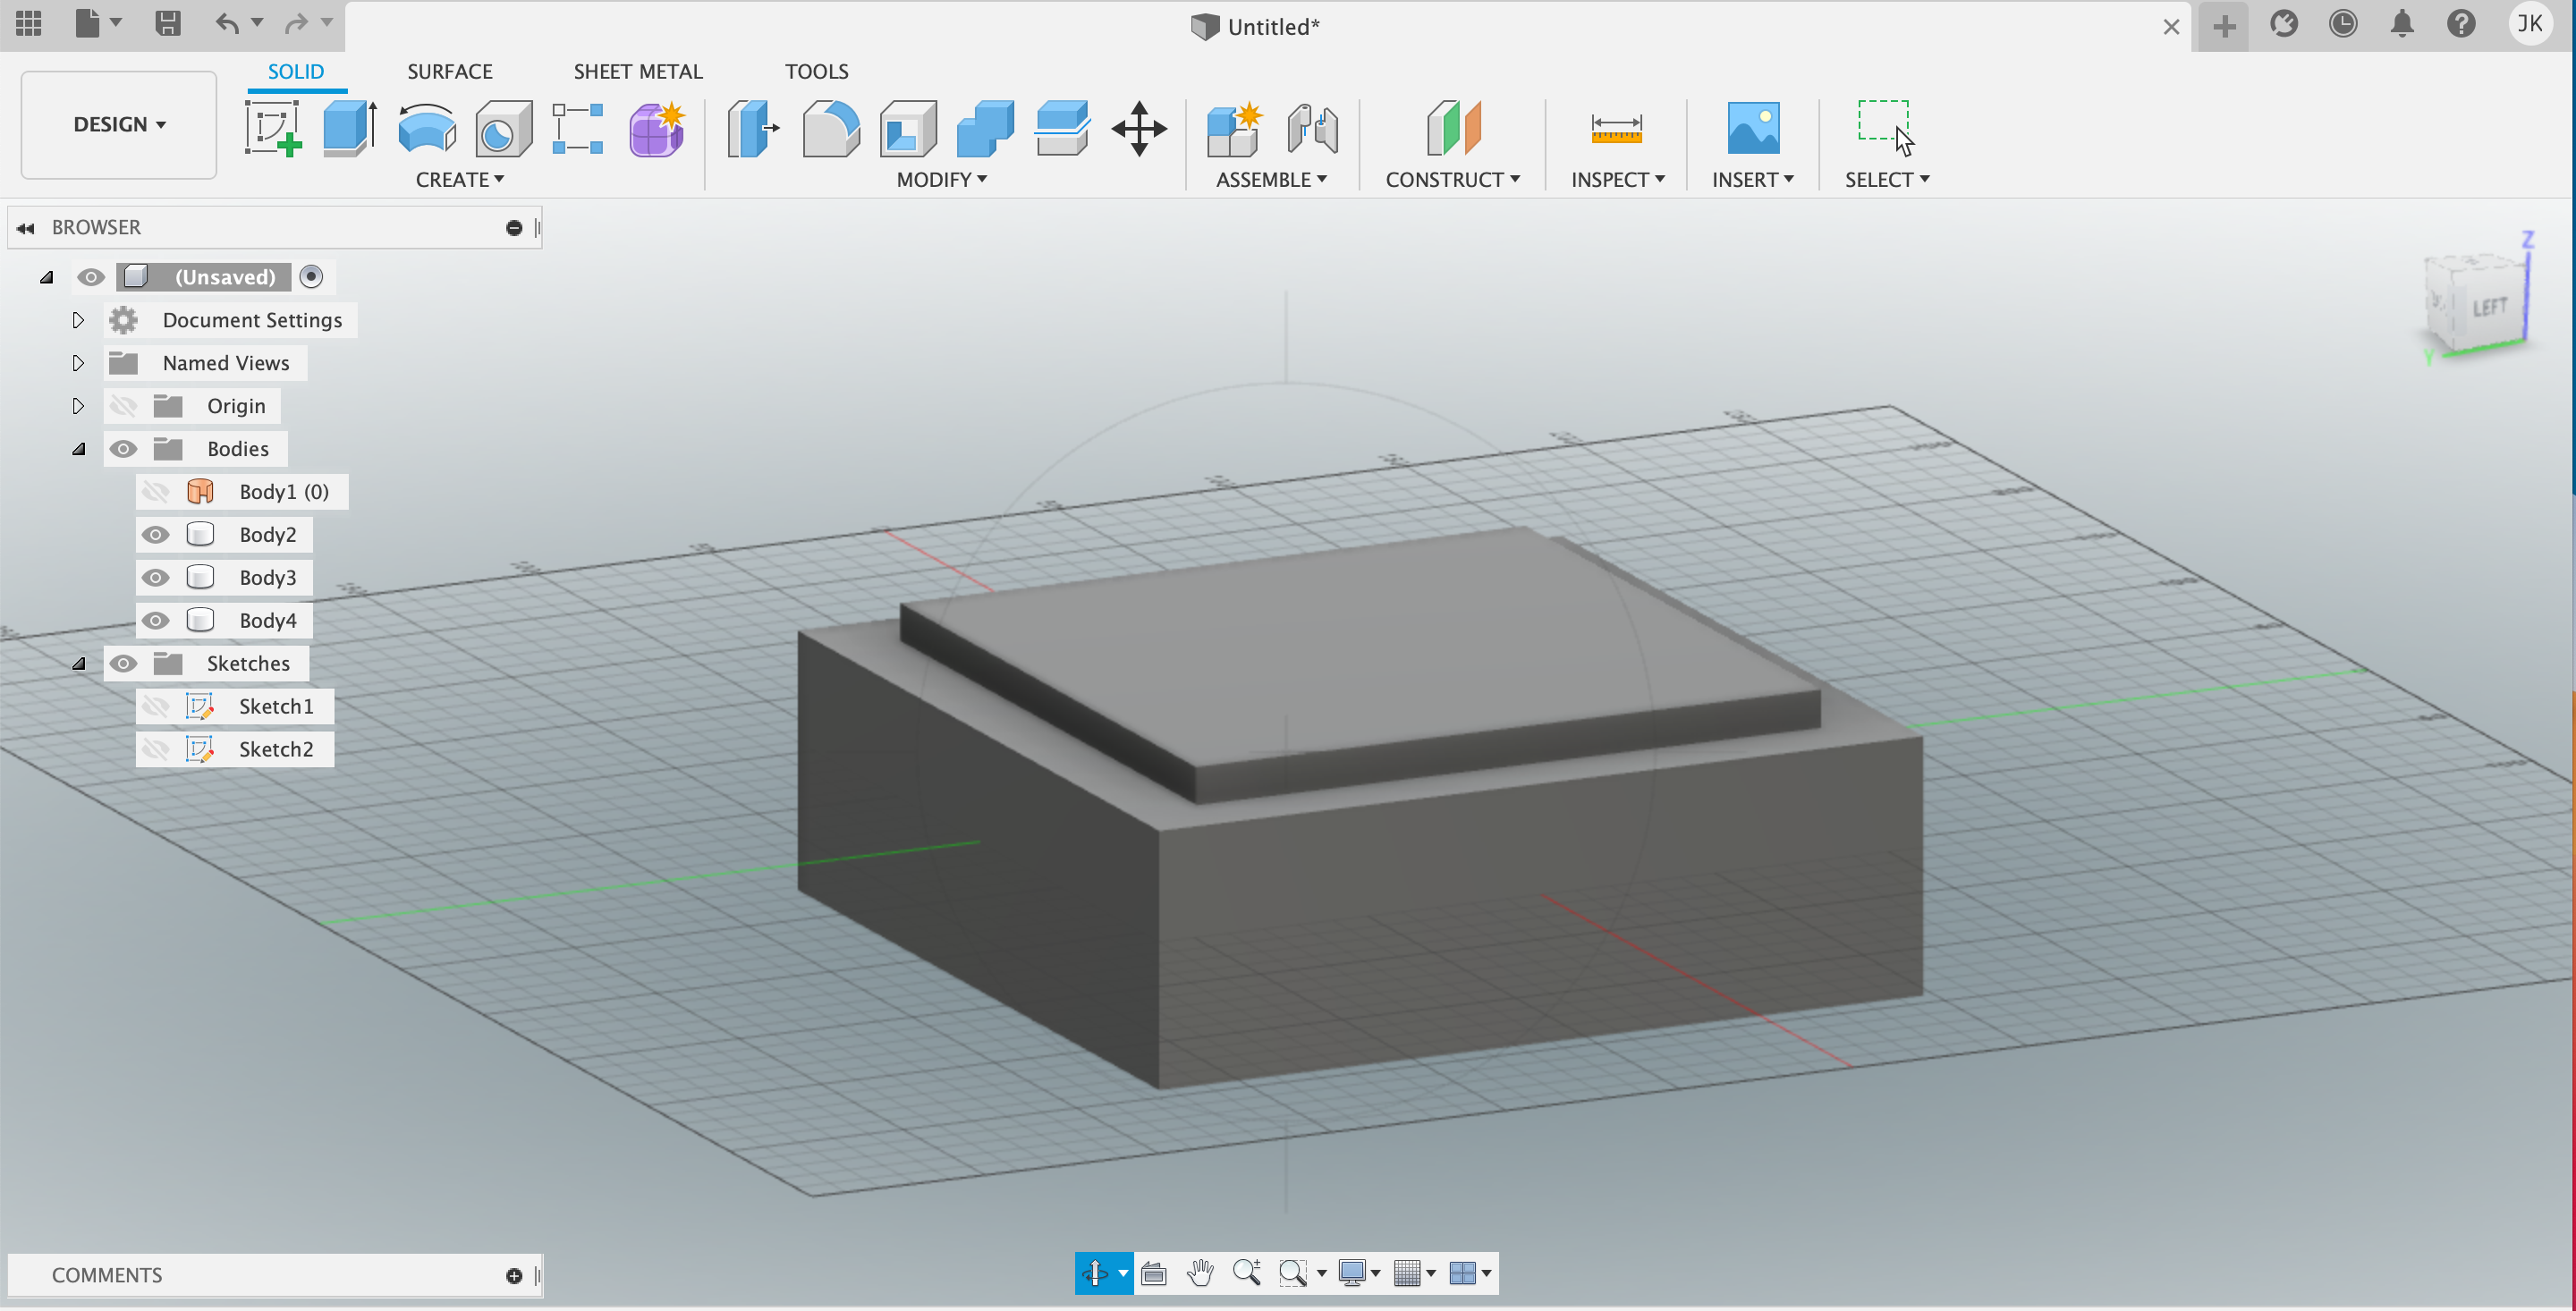 Untitled*
JK
SOLID
SURFACE
SHEET METAL
TOOLS
DESIGN
CREATE
MODIFY
ASSEMBLE
CONSTRUCT
INSPECT
INSERT
SELECT
BROWSER
(Unsaved)
Document Settings
Named Views
Origin
Bodies
Body1 (0)
Body2
Body3
Body4
Sketches
Sketch1
Sketch2
Z
LEFT
Y
COMMENTS